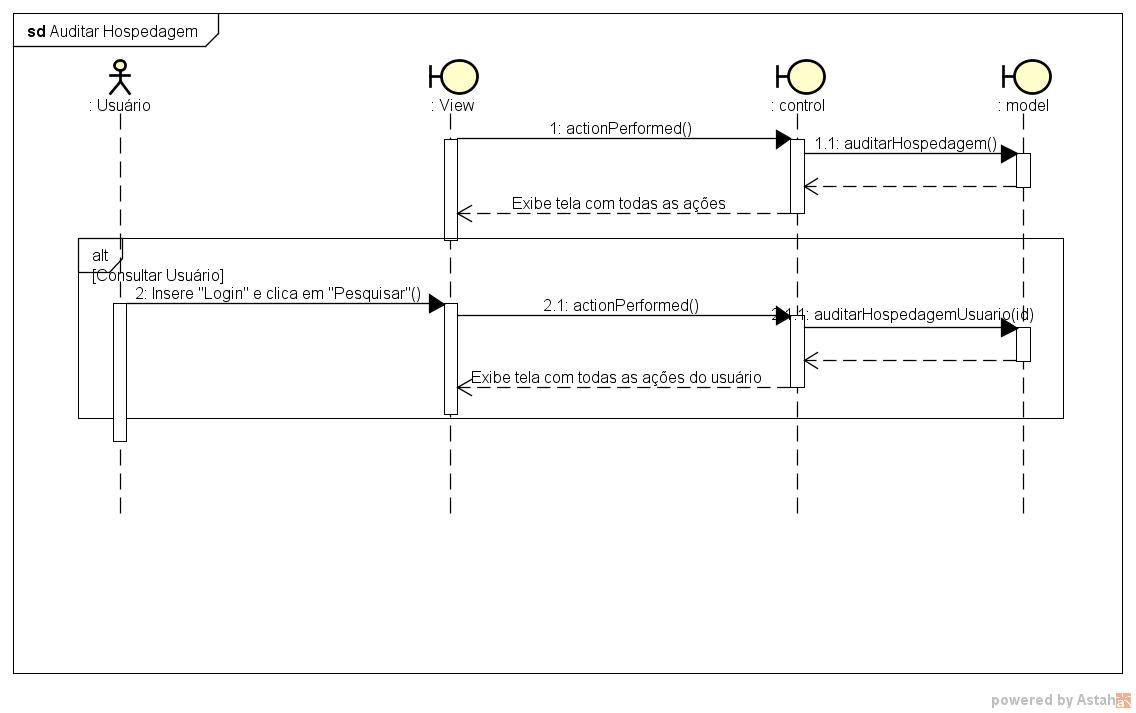 sd Auditar Hospedagem
: Usuário
: View
: control
: model
1: actionPerformed()
1.1: auditarHospedagem()
Exibe tela com todas as ações
alt
[Consultar Usuário]
2: Insere "Login" e clica em "Pesquisar"()
2.1: actionPerformed()
2.1.1: auditarHospedagemUsuario(id)
Exibe tela com todas as ações do usuário
powered by Astah